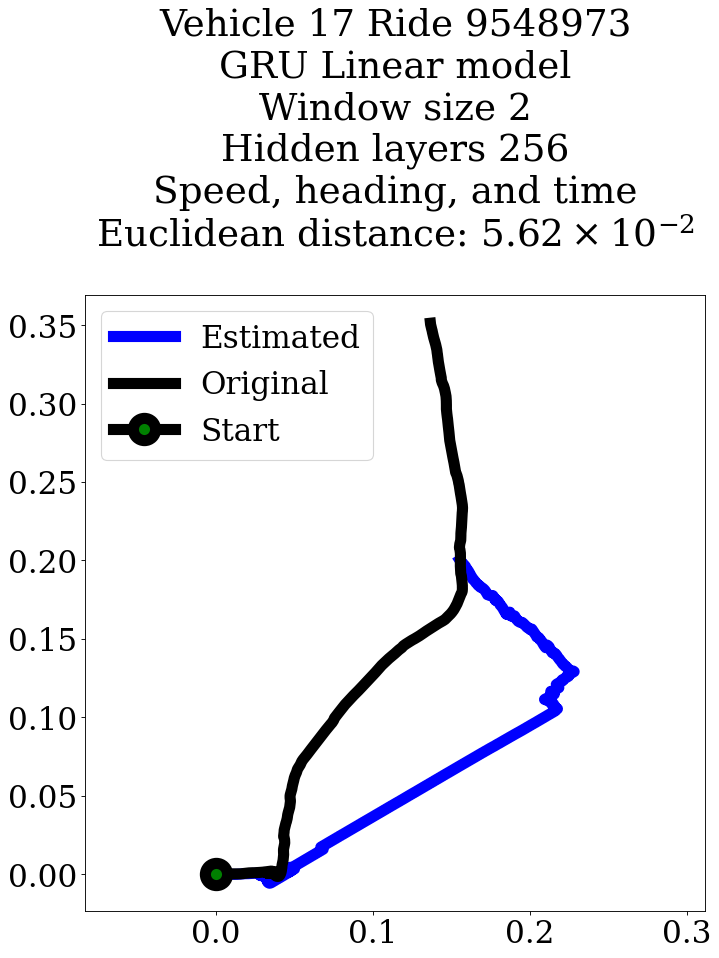 Vehicle 17 Ride 9548973
GRU Linear model
Window size 2
Hidden layers 256
Speed, heading, and time
Euclidean distance: 5.62 × 10⁻²
Estimated
Original
Start
0.35
0.30
0.25
0.20
0.15
0.10
0.05
0.00
0.0 0.1 0.2 0.3